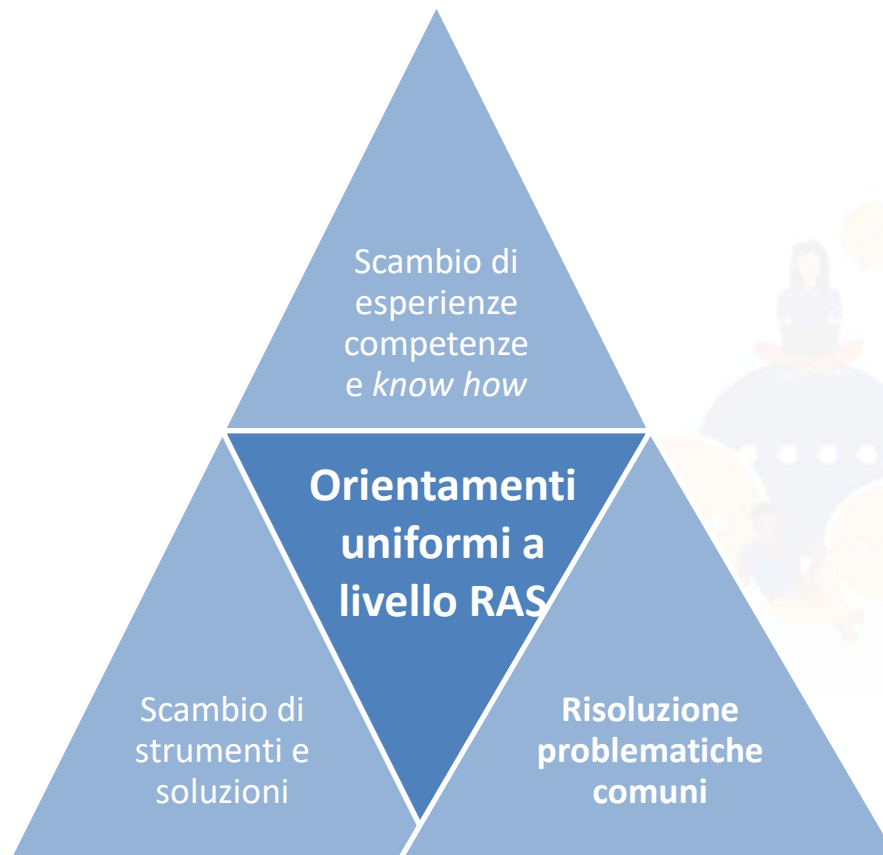 Scambio di
esperienze
competenze
e know how
Orientamenti
uniformi a
livello RAS
Scambio di
strumenti e
soluzioni
Risoluzione
problematiche
comuni